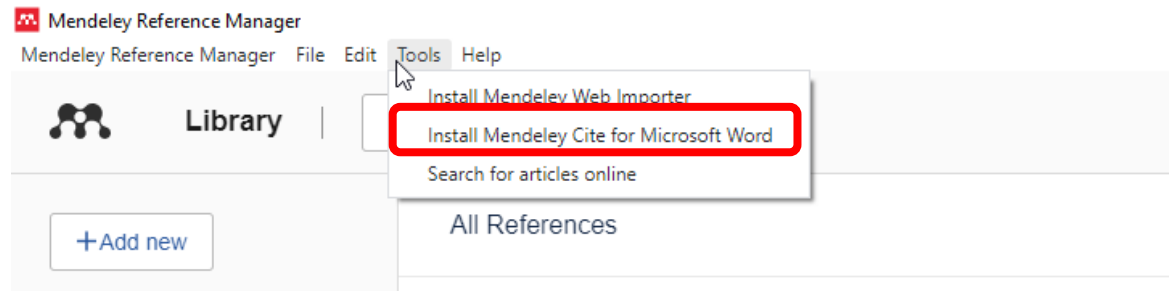 Mendeley Reference Manager
Mendeley Reference Manager File Edit Tools Help
Install Mendeley Web Importer
Library
Install Mendeley Cite for Microsoft Word
Search for articles online
All References
+Add new